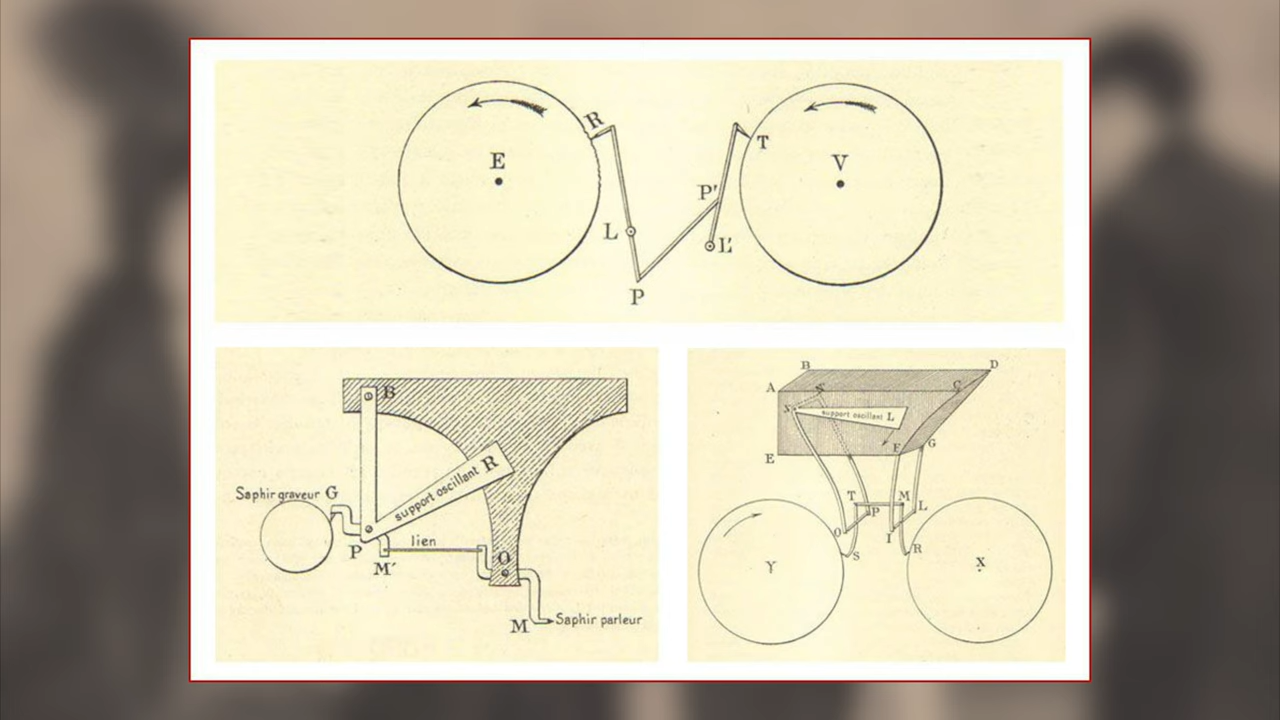 E
R
L
P
P'
L'
T
V
B
support oscillant R
Saphir graveur G
P
lien
M'
O
M
Saphir parleur
B
D
A
S'
C
S
support oscillant L
F
G
E
T
M
P
L
O
I
S
R
Y
X